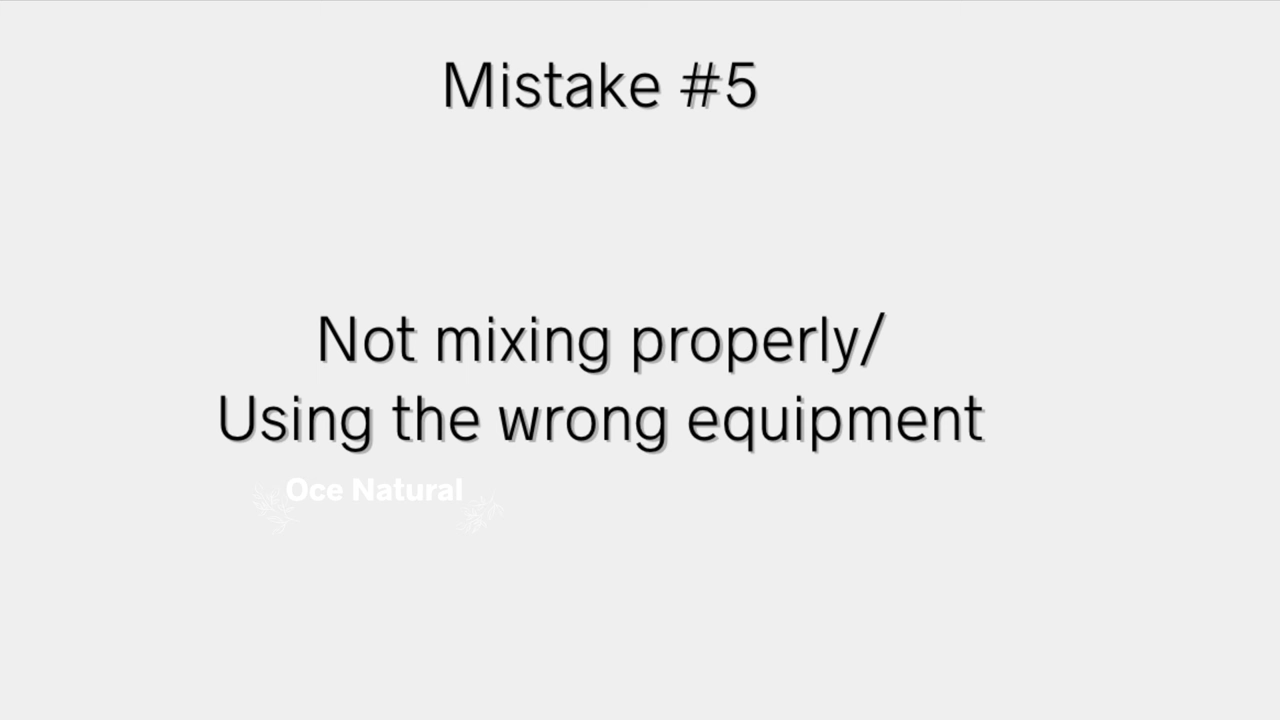 Mistake #5
Not mixing properly/
Using the wrong equipment
Oce Natural